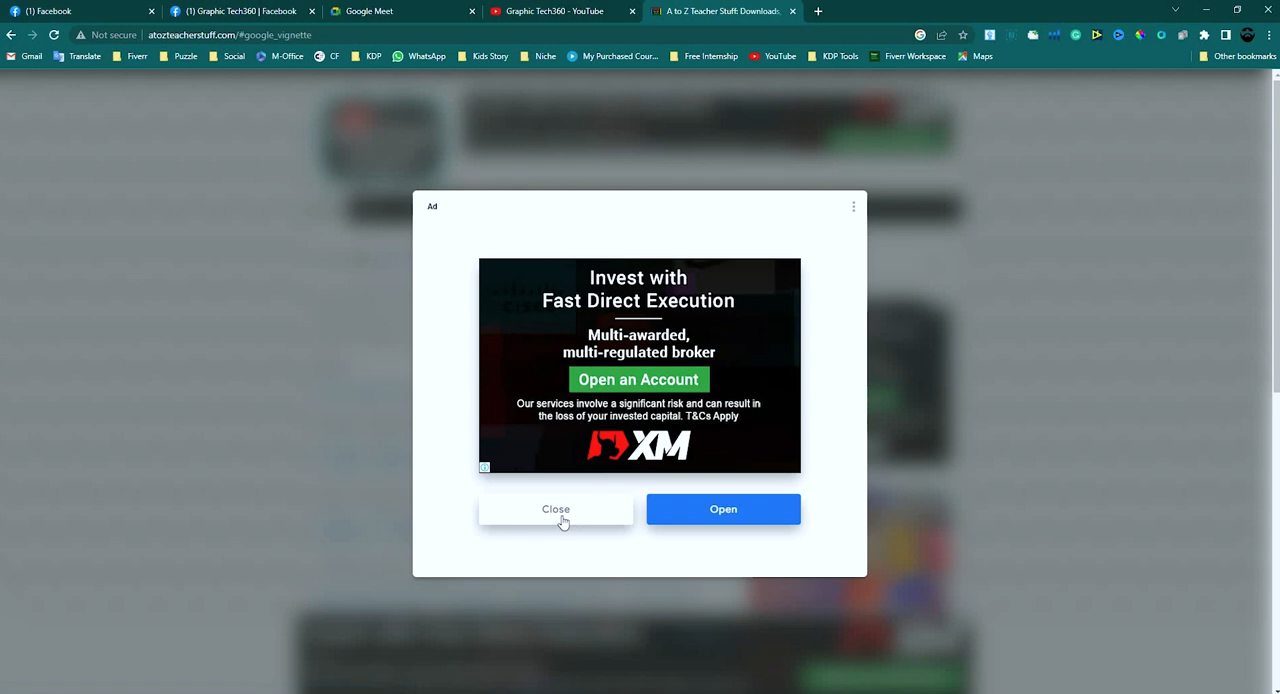 (1) Facebook
(1) Graphic Tech360 | Facebook
Google Meet
Graphic Tech360 - YouTube
A to Z Teacher Stuff: Downloads,
Not secure
atozteacherstuff.com/#google_vignette
Gmail
Translate
Fiverr
Puzzle
Social
M-Office
CF
KDP
WhatsApp
Kids Story
Niche
My Purchased Cour...
Free Internship
YouTube
KDP Tools
Fiverr Workspace
Maps
Other bookmarks
Ad
Invest with
Fast Direct Execution
Multi-awarded,
multi-regulated broker
Open an Account
Our services involve a significant risk and can result in
the loss of your invested capital. T&Cs Apply
XM
Close
Open